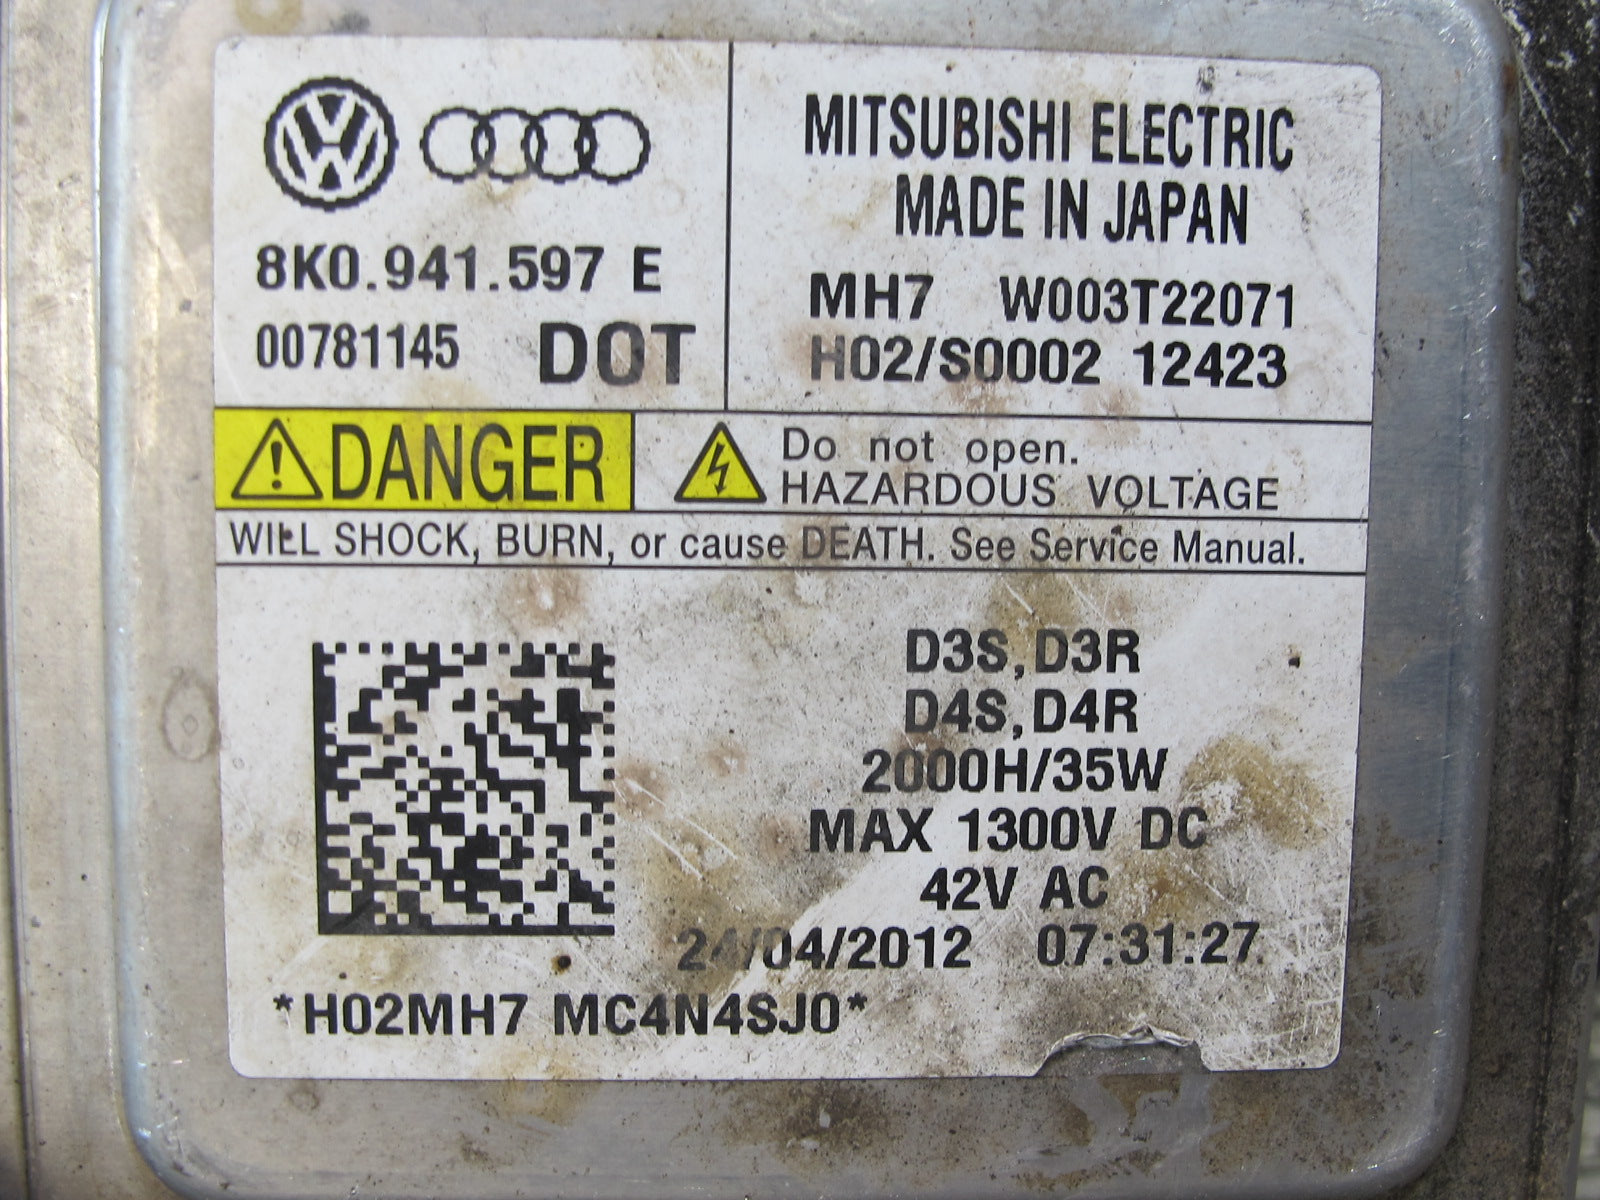 8K0.941.597 E
00781145 DOT
MITSUBISHI ELECTRIC
MADE IN JAPAN
MH7 W003T22071
H02/S0002 12423
DANGER
Do not open.
HAZARDOUS VOLTAGE
WILL SHOCK, BURN, or cause DEATH. See Service Manual.
D3S,D3R
D4S,D4R
2000H/35W
MAX 1300V DC
42V AC
24/04/2012 07:31:27
*H02MH7 MC4N4SJ0*